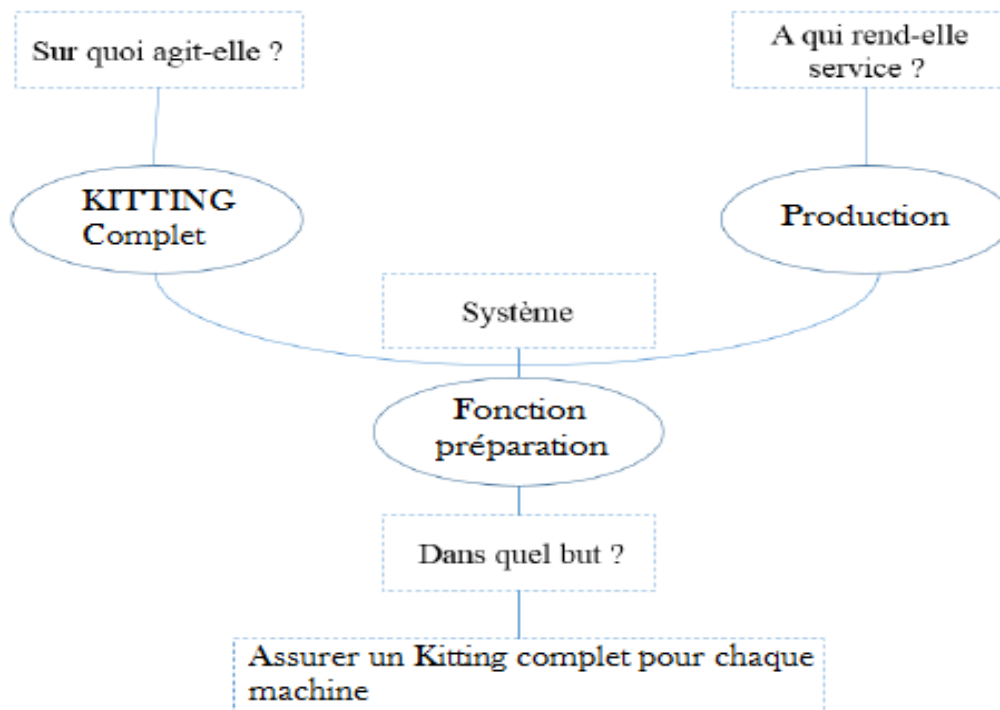 Sur quoi agit-elle ?
A qui rend-elle
service ?
KITTING
Complet
Production
Système
Fonction
préparation
Dans quel but ?
Assurer un Kitting complet pour chaque
machine